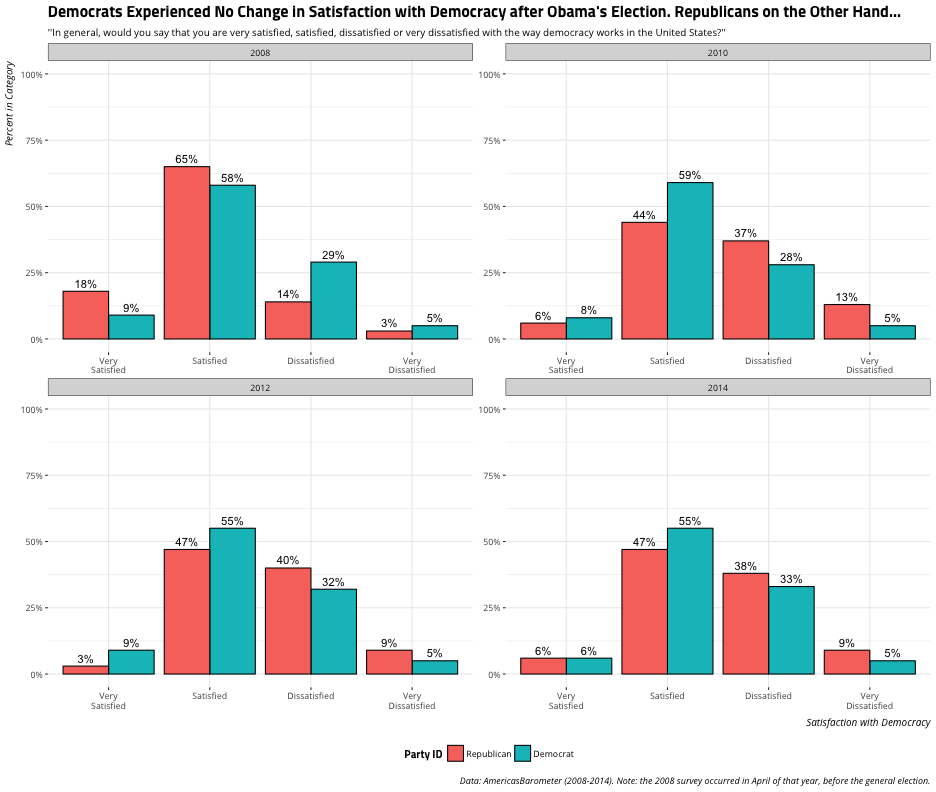 Democrats Experienced No Change in Satisfaction with Democracy after Obama's Election. Republicans on the Other Hand...
"In general, would you say that you are very satisfied, satisfied, dissatisfied or very dissatisfied with the way democracy works in the United States?"
Percent in Category
2008
100%
75%
50%
25%
0%
18%
9%
65%
58%
14%
29%
3%
5%
Very
Satisfied
Satisfied
Dissatisfied
Very
Dissatisfied
2010
100%
75%
50%
25%
0%
6%
8%
44%
59%
37%
28%
13%
5%
Very
Satisfied
Satisfied
Dissatisfied
Very
Dissatisfied
2012
100%
75%
50%
25%
0%
3%
9%
47%
55%
40%
32%
9%
5%
Very
Satisfied
Satisfied
Dissatisfied
Very
Dissatisfied
2014
100%
75%
50%
25%
0%
6%
6%
47%
55%
38%
33%
9%
5%
Very
Satisfied
Satisfied
Dissatisfied
Very
Dissatisfied
Satisfaction with Democracy
Party ID Republican Democrat
Data: AmericasBarometer (2008-2014). Note: the 2008 survey occurred in April of that year, before the general election.